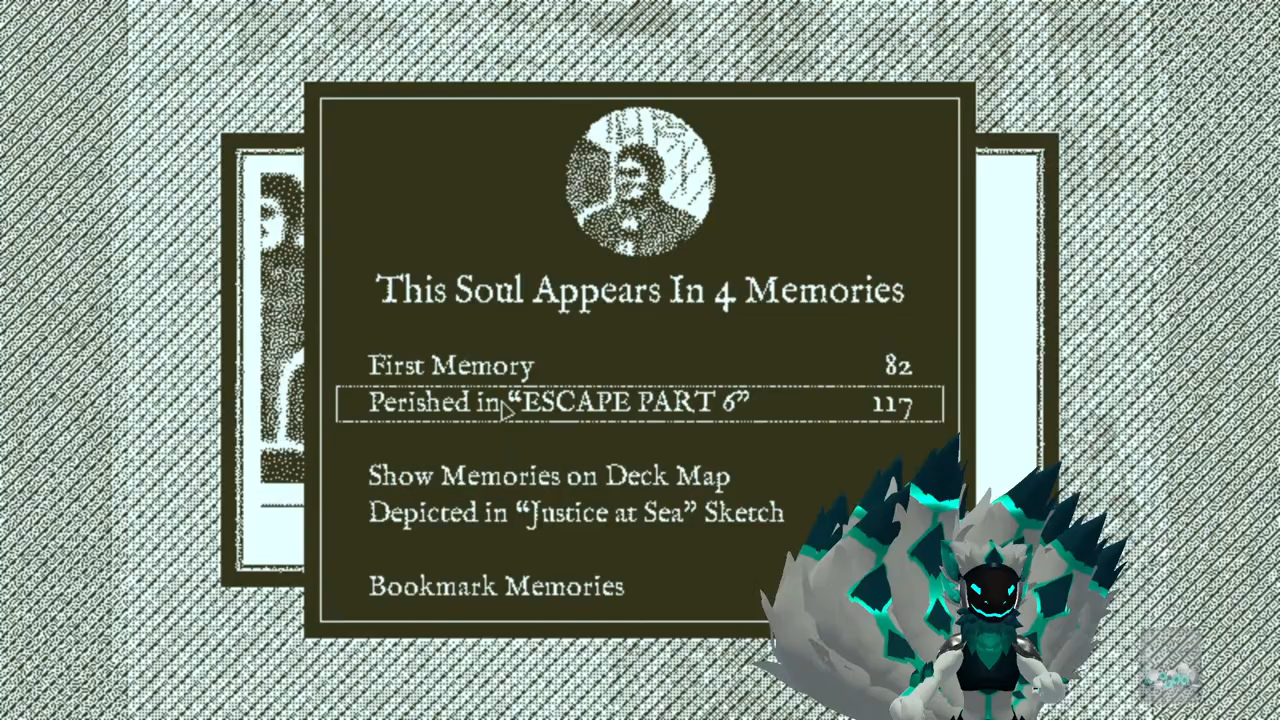 This Soul Appears In 4 Memories
First Memory 82
Perished in “ESCAPE PART 6” 117
Show Memories on Deck Map
Depicted in “Justice at Sea” Sketch
Bookmark Memories